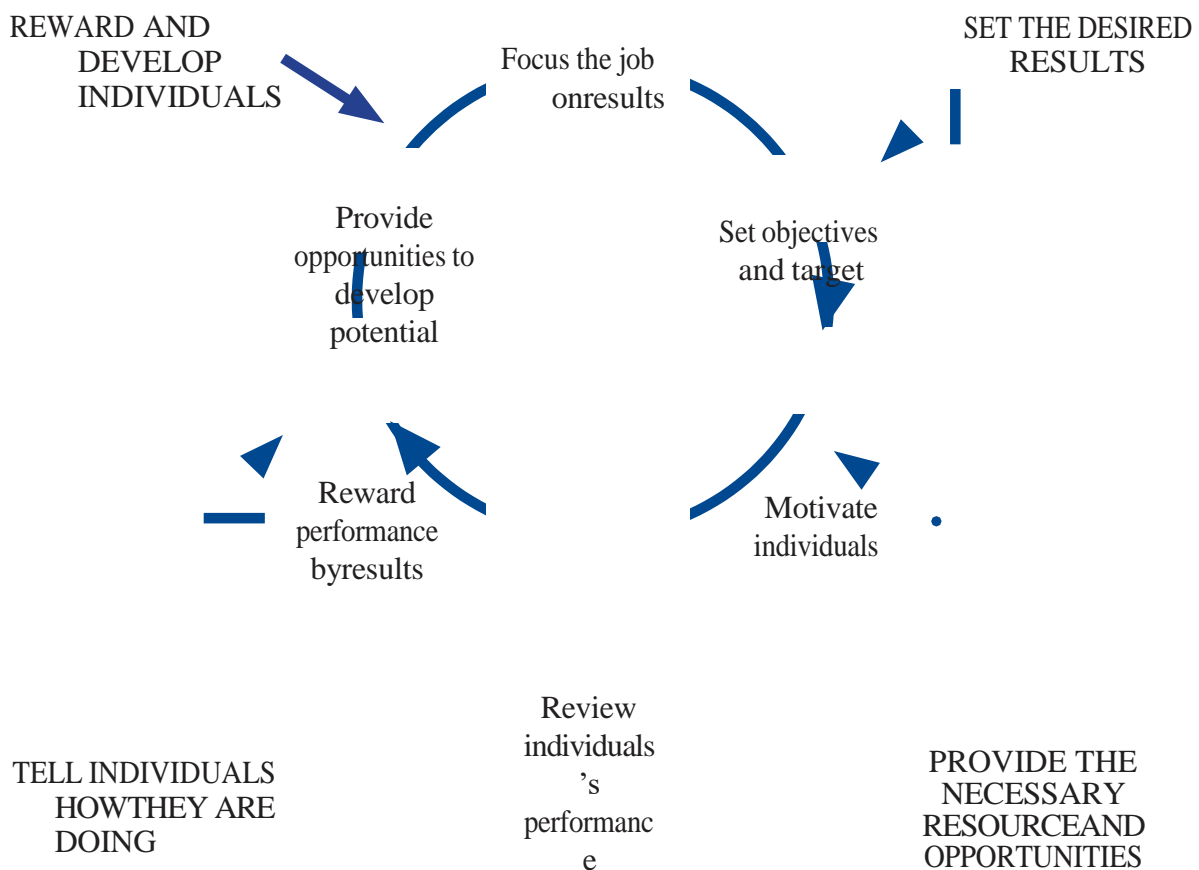 REWARD AND
DEVELOP
INDIVIDUALS
Focus the job
onresults
SET THE DESIRED
RESULTS
Provide
opportunities to
develop
potential
Set objectives
and target
Reward
performance
byresults
Motivate
individuals
Review
individuals
’s
performanc
e
TELL INDIVIDUALS
HOWTHEY ARE
DOING
PROVIDE THE
NECESSARY
RESOURCEAND
OPPORTUNITIES